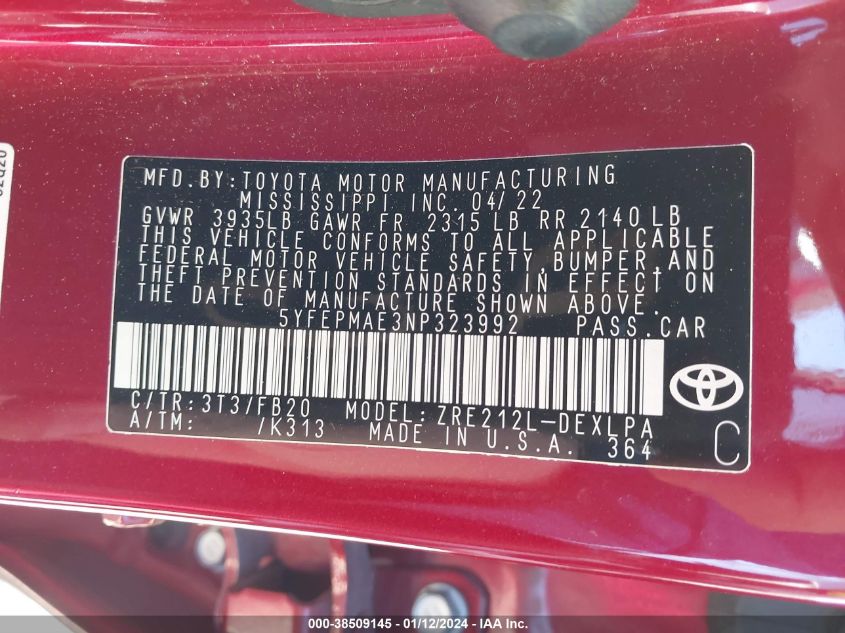 MFD.BY:TOYOTA MOTOR MANUFACTURING
MISSISSIPPI INC. 04/22
GVWR 3935LB GAWR FR 2315 LB RR 2140 LB
THIS VEHICLE CONFORMS TO ALL APPLICABLE
FEDERAL MOTOR VEHICLE SAFETY,BUMPER,AND
THEFT PREVENTION STANDARDS IN EFFECT ON
THE DATE OF MANUFACTURE SHOWN ABOVE.
5YFEPMAE3NP323992 PASS.CAR
C/TR:3T3/FB20 MODEL:ZRE212L-DEXLPA
A/TM: /K313 MADE IN U.S.A. 364
C
000-38509145 - 01/12/2024 - IAA Inc.